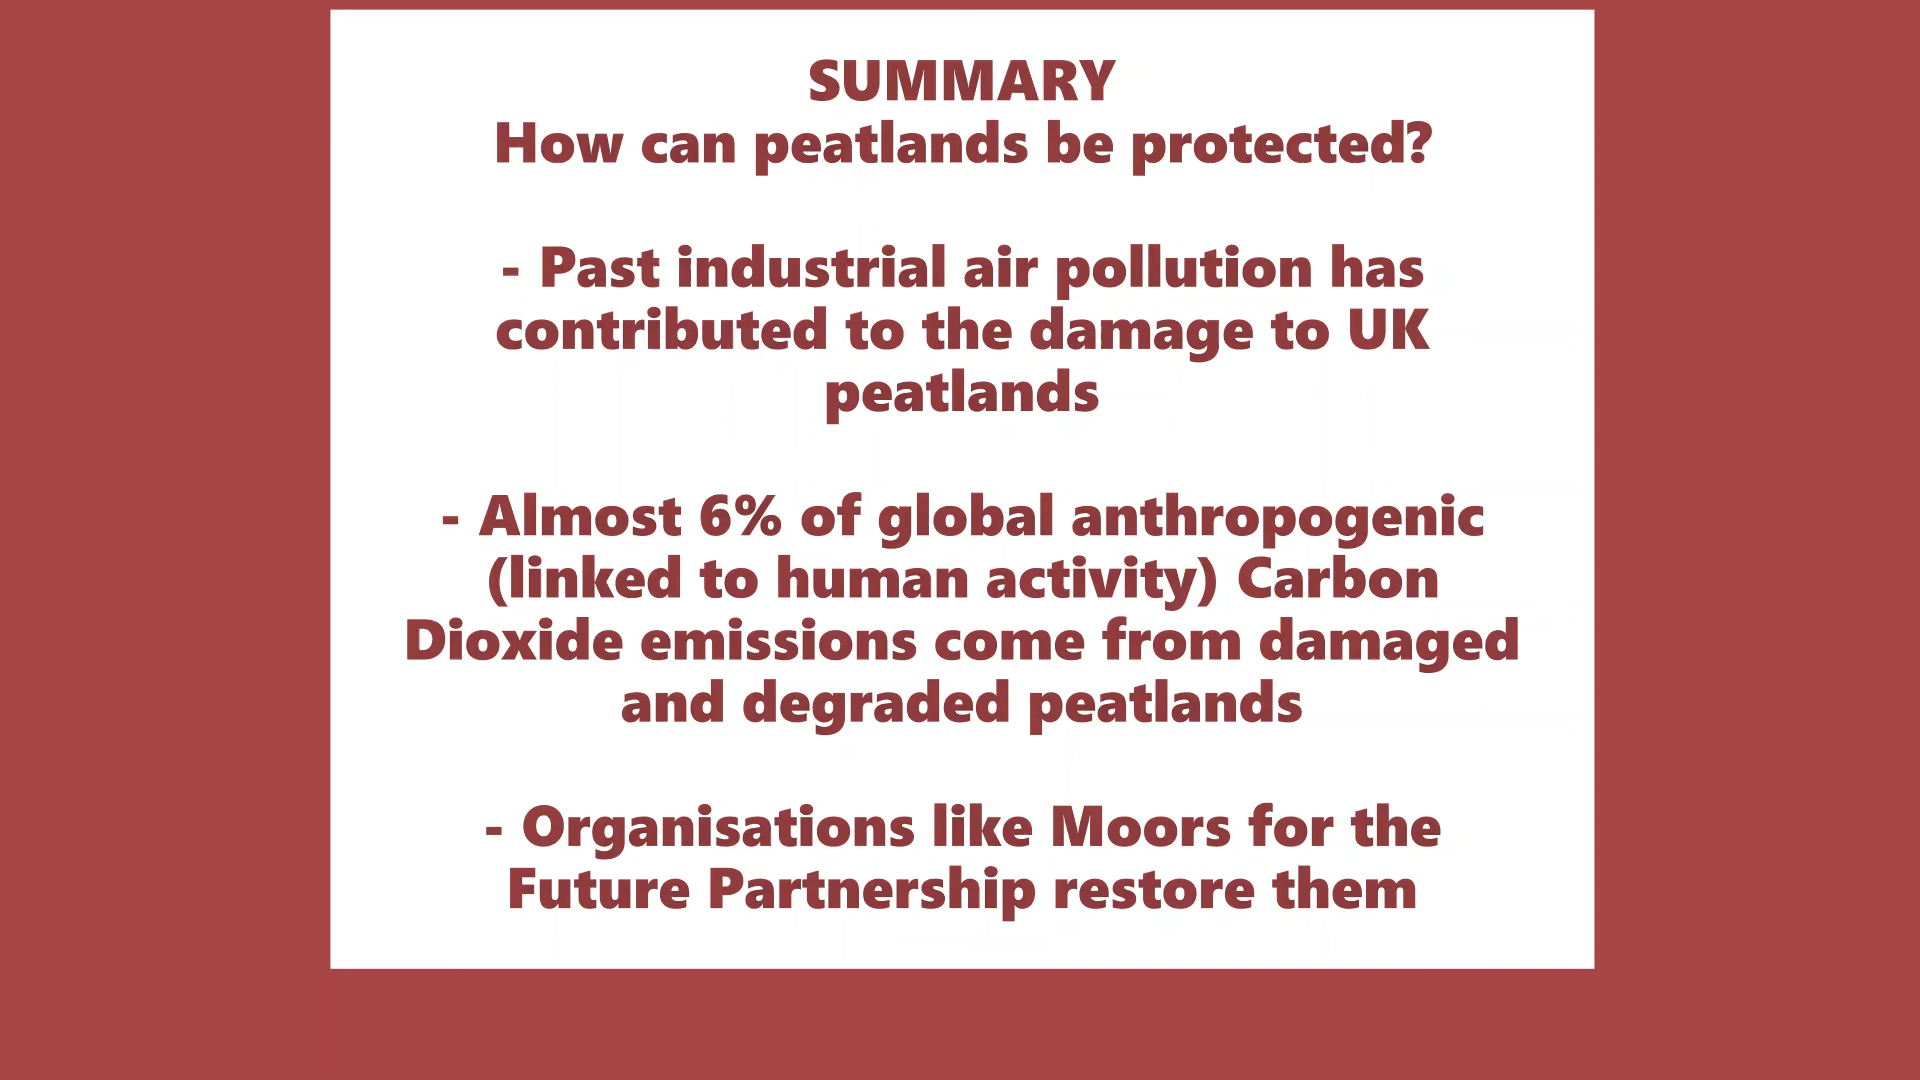 SUMMARY
How can peatlands be protected?
- Past industrial air pollution has
contributed to the damage to UK
peatlands
- Almost 6% of global anthropogenic
(linked to human activity) Carbon
Dioxide emissions come from damaged
and degraded peatlands
- Organisations like Moors for the
Future Partnership restore them